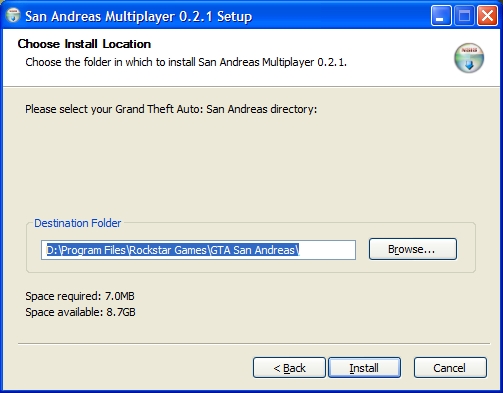 San Andreas Multiplayer 0.2.1 Setup
Choose Install Location
Choose the folder in which to install San Andreas Multiplayer 0.2.1.
Please select your Grand Theft Auto: San Andreas directory:
Destination Folder
D:\Program Files\Rockstar Games\GTA San Andreas\
Browse...
Space required: 7.0MB
Space available: 8.7GB
< Back
Install
Cancel